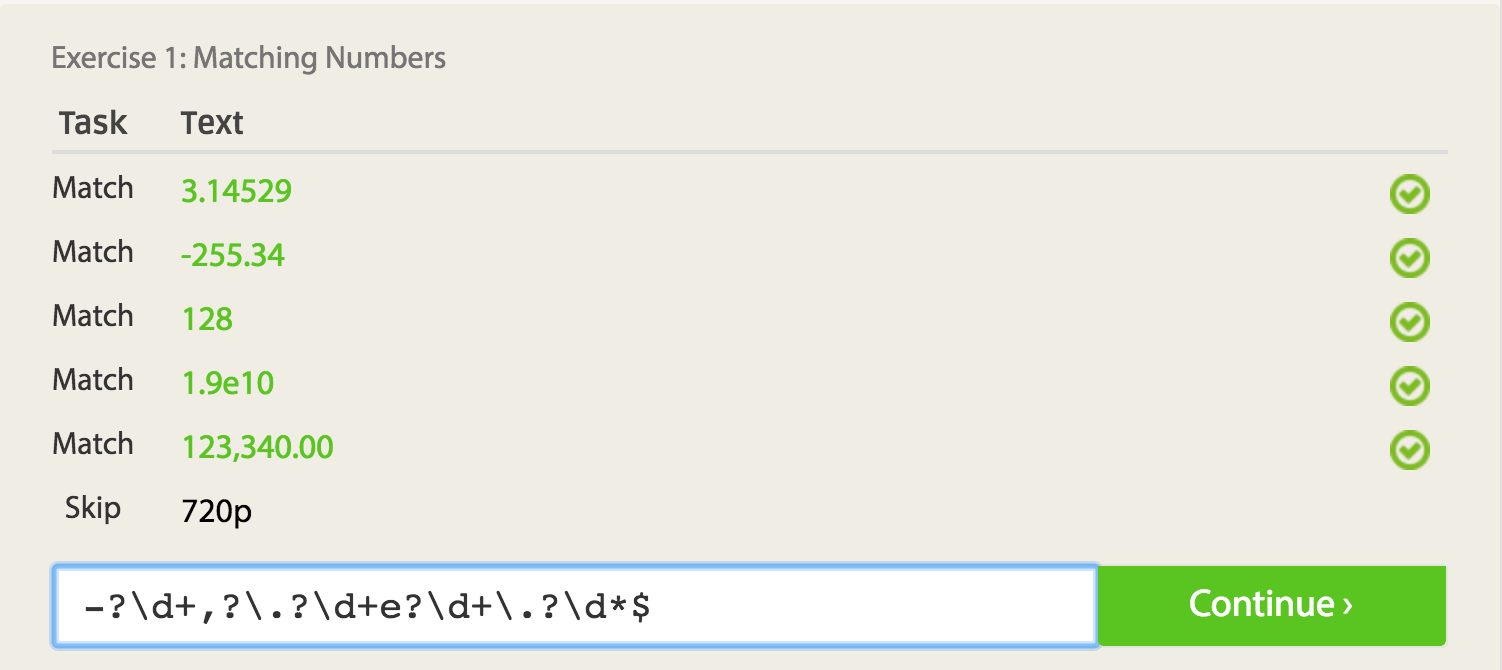 Exercise 1: Matching Numbers
Task Text
Match 3.14529
Match -255.34
Match 128
Match 1.9e10
Match 123,340.00
Skip 720p
-?\d+,?\.?\d+e?\d+\.?\d*$ Continue ›